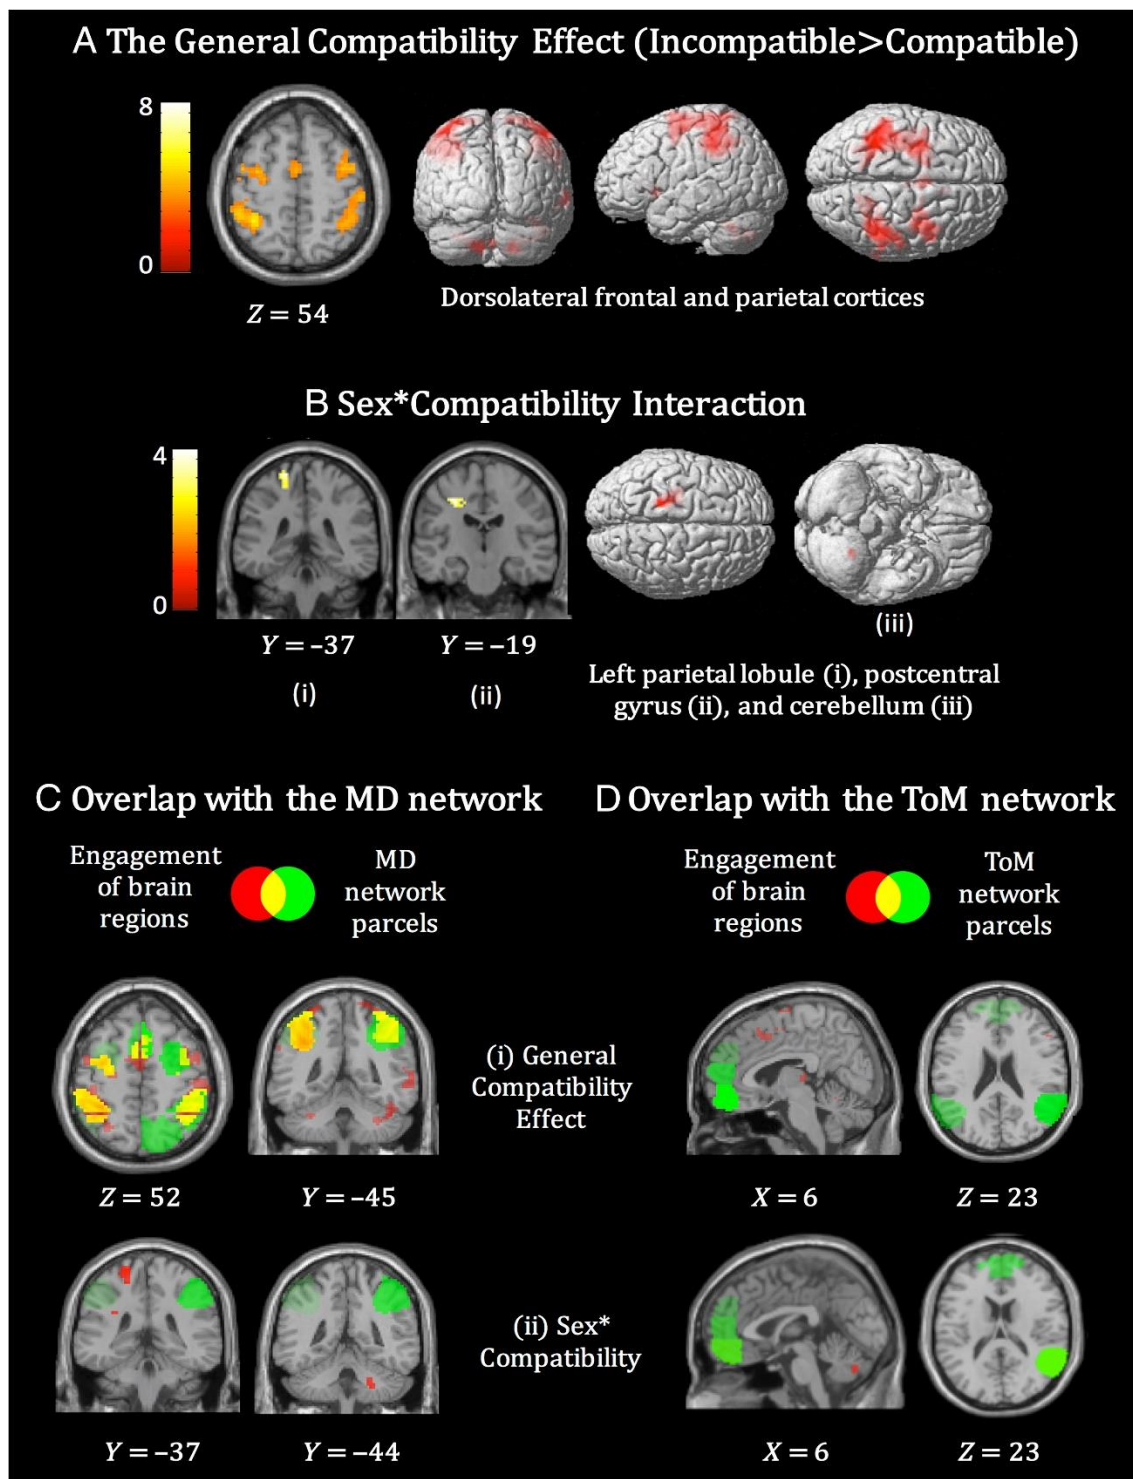 A The General Compatibility Effect (Incompatible>Compatible)
8
0
Z = 54
Dorsolateral frontal and parietal cortices
B Sex*Compatibility Interaction
4
0
Y = –37
Y = –19
(i)
(ii)
(iii)
Left parietal lobule (i), postcentral
gyrus (ii), and cerebellum (iii)
C Overlap with the MD network
Engagement
of brain
regions
MD
network
parcels
D Overlap with the ToM network
Engagement
of brain
regions
ToM
network
parcels
(i) General
Compatibility
Effect
Z = 52
Y = –45
X = 6
Z = 23
(ii) Sex*
Compatibility
Y = –37
Y = –44
X = 6
Z = 23